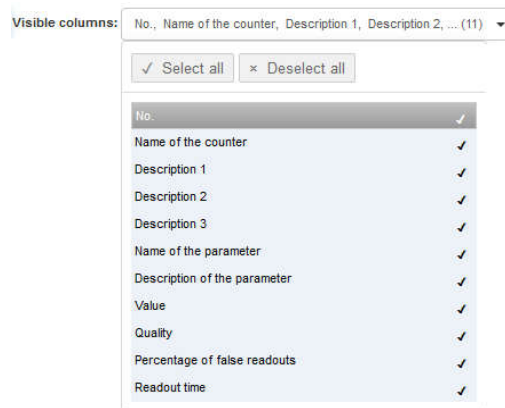 Visible columns: No., Name of the counter, Description 1, Description 2, ... (11)
✓ Select all × Deselect all
No. ✓
Name of the counter ✓
Description 1 ✓
Description 2 ✓
Description 3 ✓
Name of the parameter ✓
Description of the parameter ✓
Value ✓
Quality ✓
Percentage of false readouts ✓
Readout time ✓